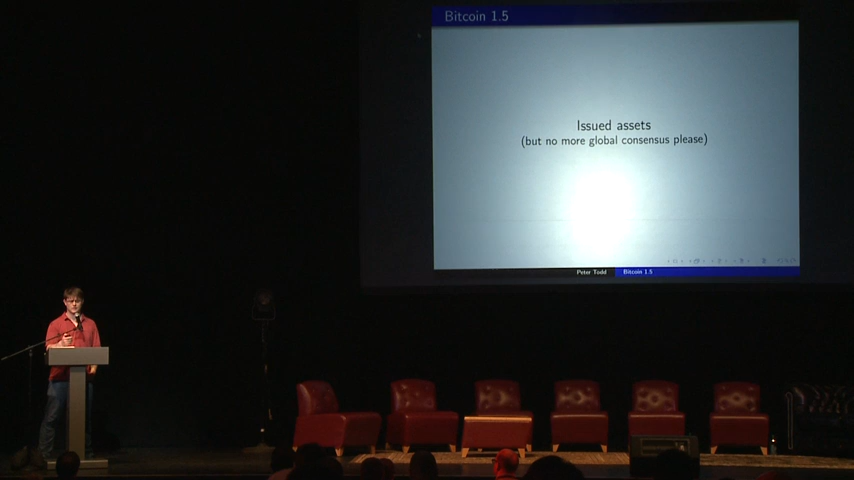 Bitcoin 1.5
Issued assets
(but no more global consensus please)
Peter Todd
Bitcoin 1.5